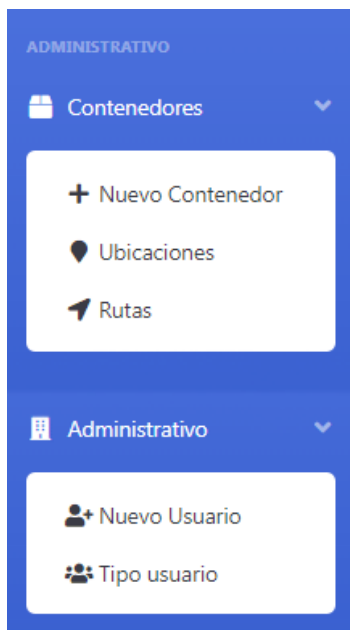 ADMINISTRATIVO
Contenedores
Nuevo Contenedor
Ubicaciones
Rutas
Administrativo
Nuevo Usuario
Tipo usuario